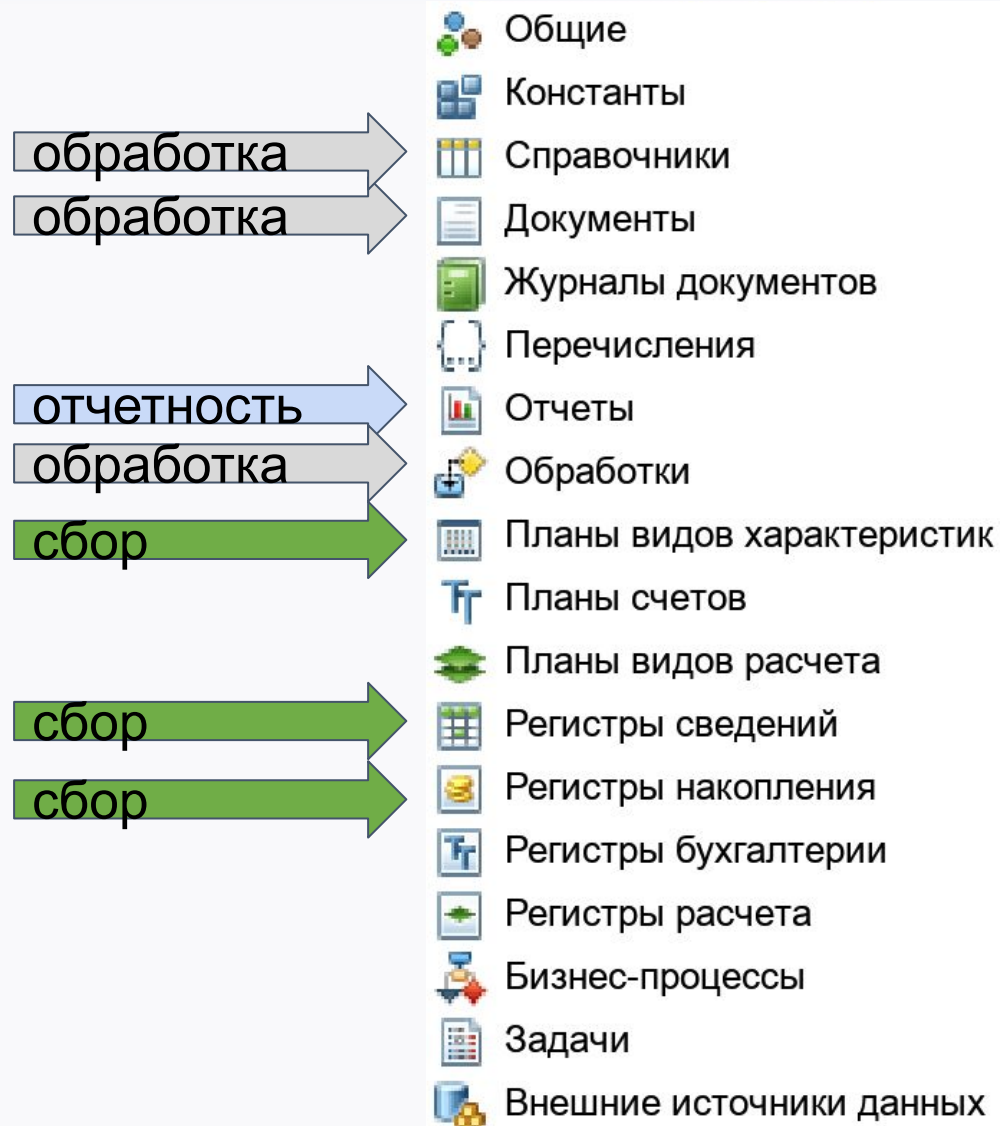 Общие
Константы
обработка Справочники
обработка Документы
Журналы документов
Перечисления
отчетность Отчеты
обработка Обработки
сбор Планы видов характеристик
Планы счетов
Планы видов расчета
сбор Регистры сведений
сбор Регистры накопления
Регистры бухгалтерии
Регистры расчета
Бизнес-процессы
Задачи
Внешние источники данных